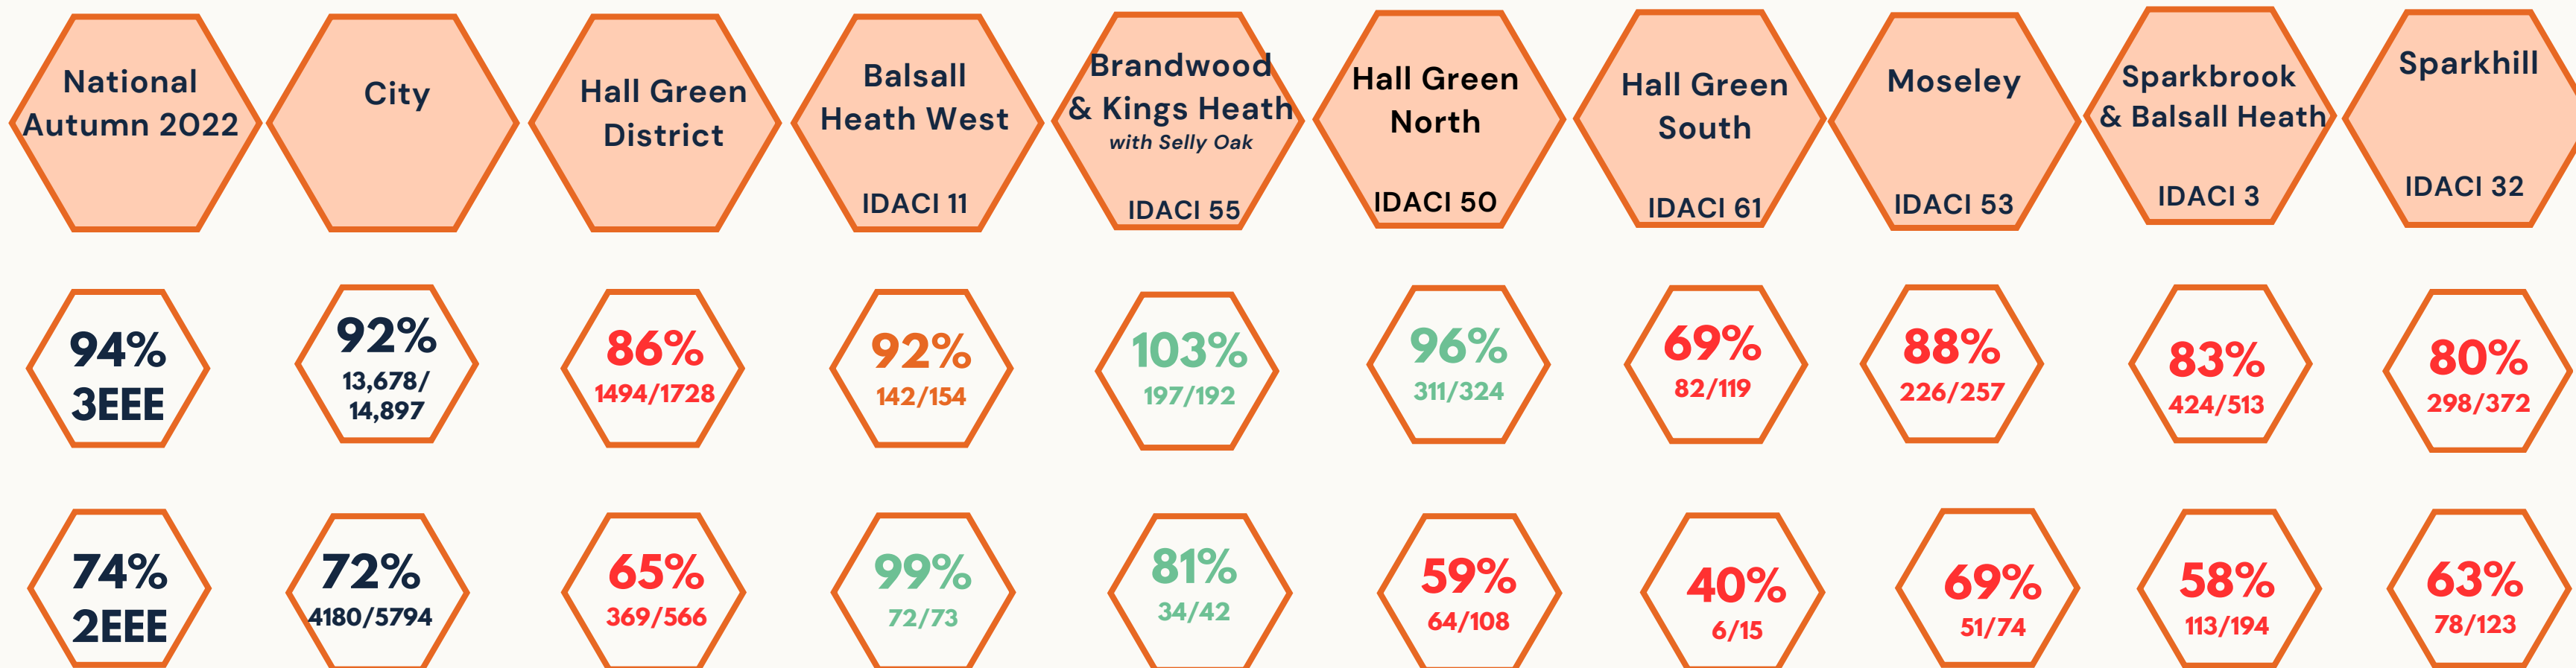 National
Autumn 2022
City
Hall Green
District
Balsall
Heath West
IDACI 11
Brandwood
& Kings Heath
with Selly Oak
IDACI 55
Hall Green
North
IDACI 50
Hall Green
South
IDACI 61
Moseley
IDACI 53
Sparkbrook
& Balsall Heath
IDACI 3
Sparkhill
IDACI 32
94%
3EEE
92%
13,678/
14,897
86%
1494/1728
92%
142/154
103%
197/192
96%
311/324
69%
82/119
88%
226/257
83%
424/513
80%
298/372
74%
2EEE
72%
4180/5794
65%
369/566
99%
72/73
81%
34/42
59%
64/108
40%
6/15
69%
51/74
58%
113/194
63%
78/123